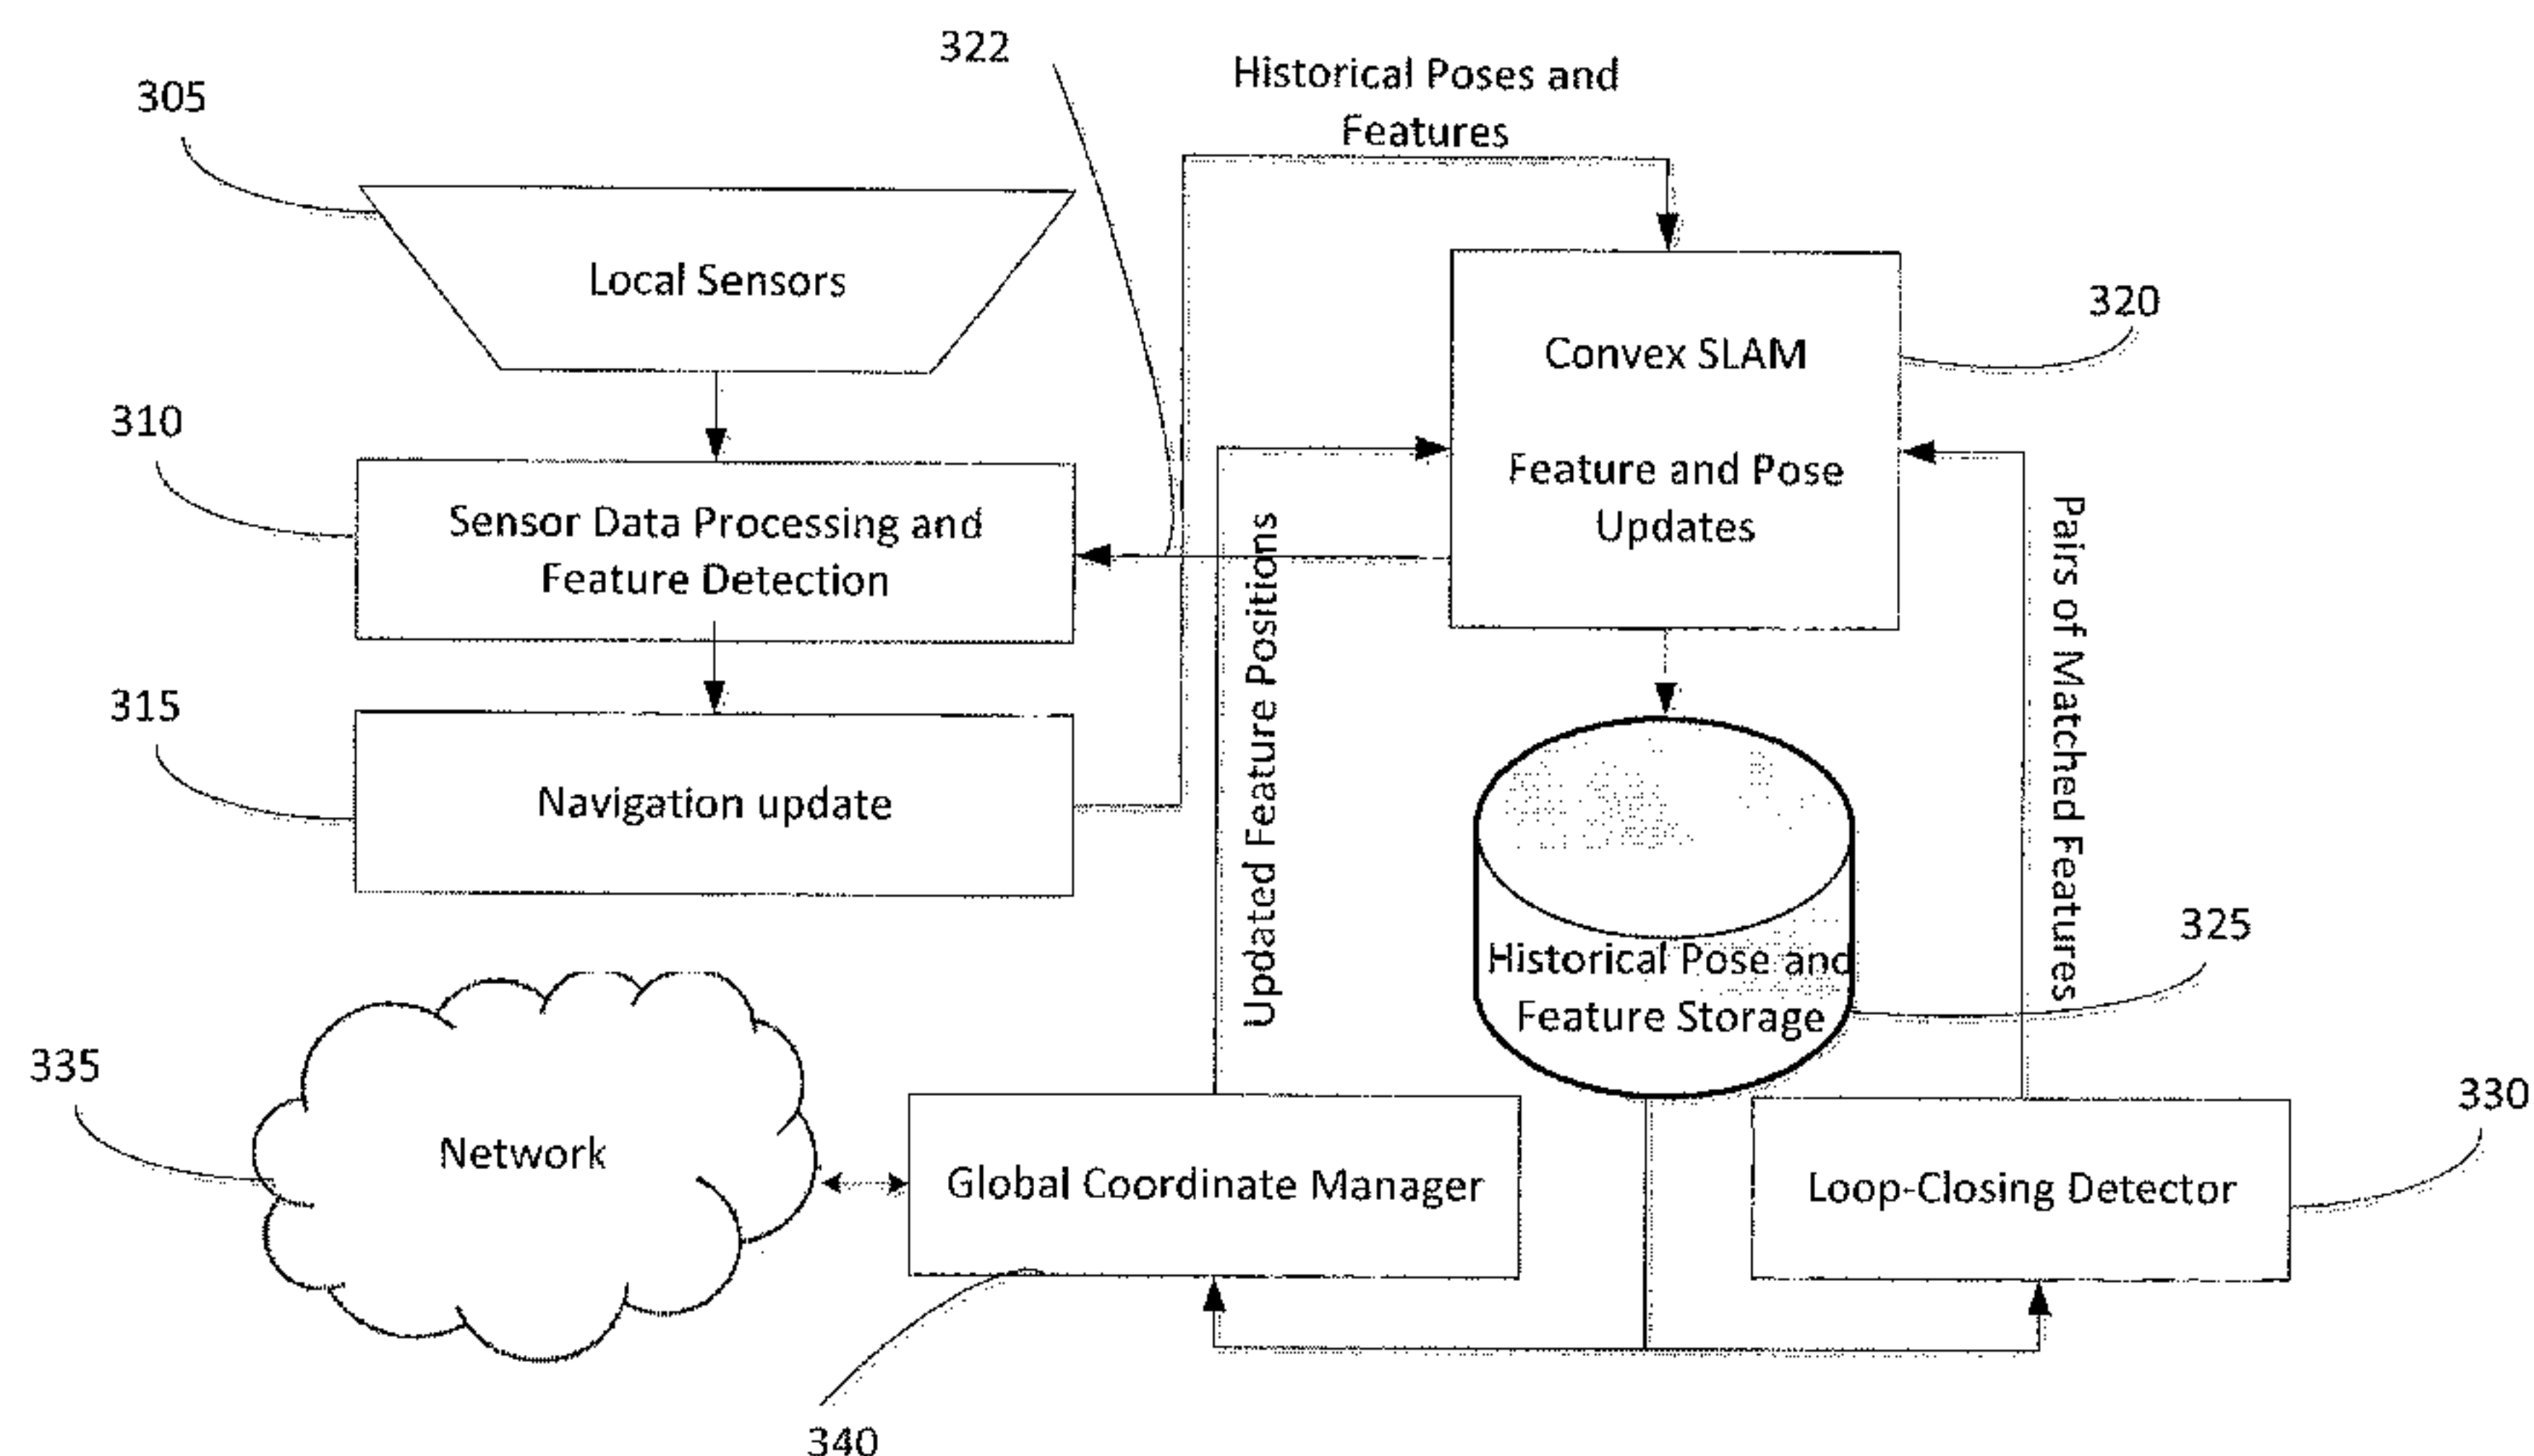 322
Historical Poses and
Features
305
Local Sensors
320
Convex SLAM
Feature and Pose
Updates
310
Sensor Data Processing and
Feature Detection
Updated Feature Positions
Pairs of Matched Features
315
Navigation update
325
Historical Pose and
Feature Storage
335
Network
Global Coordinate Manager
330
Loop-Closing Detector
340